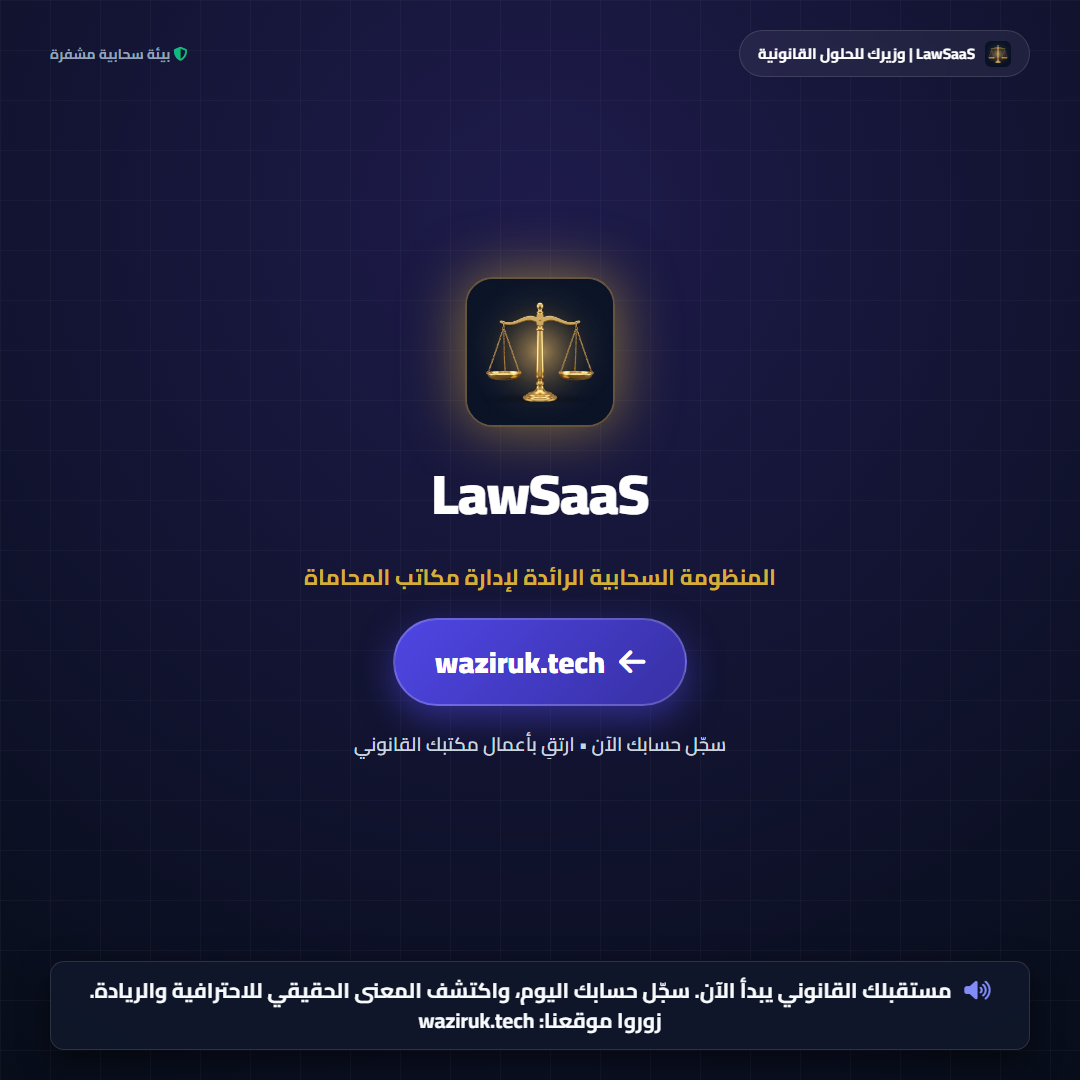 LawSaaS | وزيرك للحلول القانونية
بيئة سحابية مشفرة
LawSaaS
المنظومة السحابية الرائدة لإدارة مكاتب المحاماة
waziruk.tech
سجّل حسابك الآن ▪ ارتقِ بأعمال مكتبك القانوني
مستقبلك القانوني يبدأ الآن. سجّل حسابك اليوم، واكتشف المعنى الحقيقي للاحترافية والريادة.
زوروا موقعنا: waziruk.tech